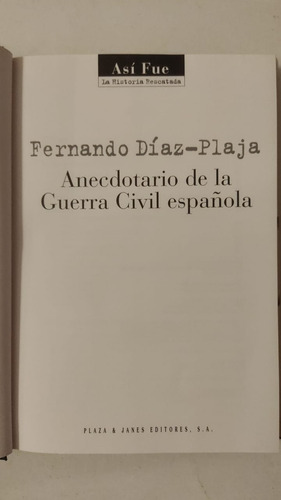 Así Fue
La Historia Rescatada
Fernando Díaz-Plaja
Anecdotario de la
Guerra Civil española
PLAZA & JANES EDITORES, S.A.